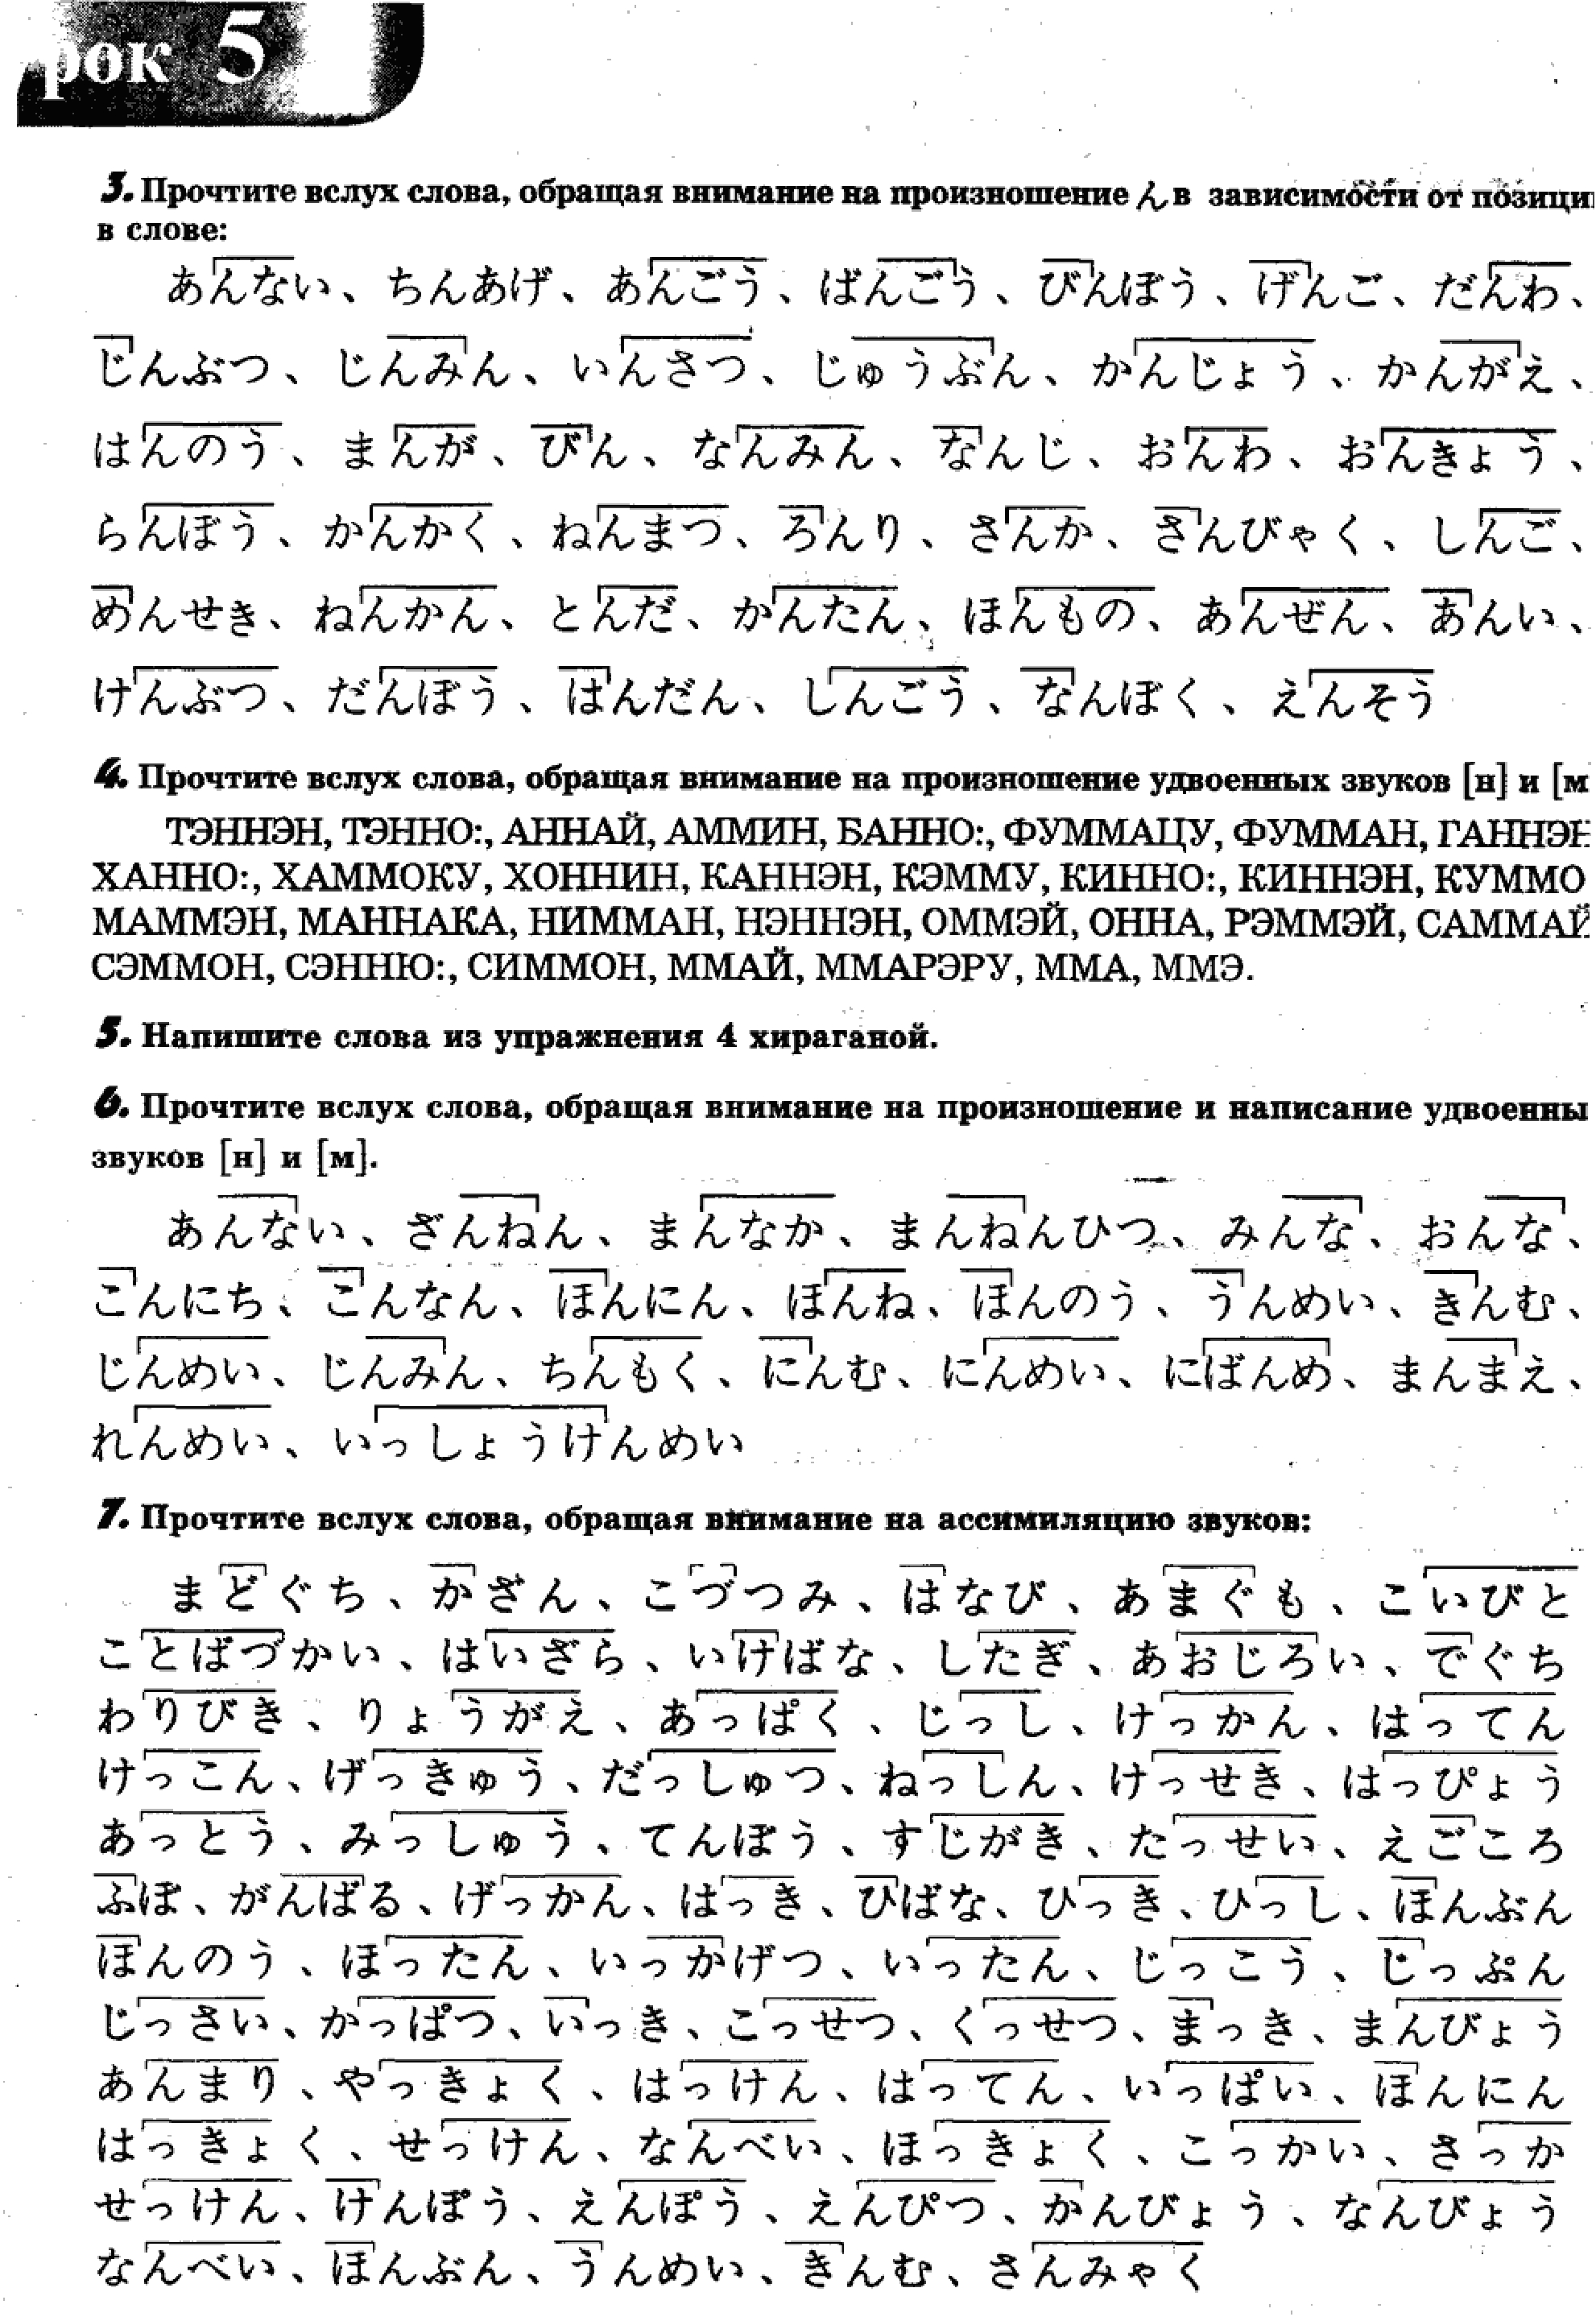 рок 5
3. Прочтите вслух слова, обращая внимание на произношение ん в зависимости от позици
в слове:
あんない、ちんあげ、あんごう、ばんごう、びんぼう、げんご、だんわ、
じんぶつ、じんみん、いんさつ、じゅうぶん、かんじょう、かんがえ、
はんのう、まんが、びん、なんみん、なんじ、おんわ、おんきょう、
らんぼう、かんかく、ねんまつ、ろんり、さんか、さんびゃく、しんご、
めんせき、ねんかん、とんだ、かんたん、ほんもの、あんぜん、あんい、
けんぶつ、だんぼう、はんだん、しんごう、なんぼく、えんそう
4. Прочтите вслух слова, обращая внимание на произношение удвоенных звуков [н] и [м
ТЭННЭН, ТЭННО:, АННАЙ, АММИН, БАННО:, ФУММАЦУ, ФУММАН, ГАННЭН
ХАННО:, ХАММОКУ, ХОННИН, КАННЭН, КЭММУ, КИННО:, КИННЭН, КУММО
МАММЭН, МАННАКА, НИММАН, НЭННЭН, ОММЭЙ, ОННА, РЭММЭЙ, САММАЙ
СЭММОН, СЭННЮ:, СИММОН, ММАЙ, ММАРЭРУ, ММА, ММЭ.
5. Напишите слова из упражнения 4 хираганой.
6. Прочтите вслух слова, обращая внимание на произношение и написание удвоенны
звуков [н] и [м].
あんない、ざんねん、まんなか、まんねんひつ、みんな、おんな、
こんにち、こんなん、ほんにん、ほんね、ほんのう、うんめい、きんむ、
じんめい、じんみん、ちんもく、にんむ、にんめい、にばんめ、まんまえ、
れんめい、いっしょうけんめい
7. Прочтите вслух слова, обращая внимание на ассимиляцию звуков:
まどぐち、かざん、こづつみ、はなび、あまぐも、こいびと
ことばづかい、はいざら、いけばな、したぎ、あおじろい、でぐち
わりびき、りょうがえ、あっぱく、じっし、けっかん、はってん
けっこん、げっきゅう、だっしゅつ、ねっしん、けっせき、はっぴょう
あっとう、みっしゅう、てんぼう、すじがき、たっせい、えごころ
ふぼ、がんばる、げっかん、はっき、ひばな、ひっき、ひっし、ほんぶん
ほんのう、ほったん、いっかげつ、いったん、じっこう、じっぷん
じっさい、かっぱつ、いっき、こっせつ、くっせつ、まっき、まんびょう
あんまり、やっきょく、はっけん、はってん、いっぱい、ほんにん
はっきょく、せっけん、なんべい、ほっきょく、こっかい、さっか
せっけん、けんぽう、えんぽう、えんぴつ、かんびょう、なんびょう
なんべい、ほんぶん、うんめい、きんむ、さんみゃく